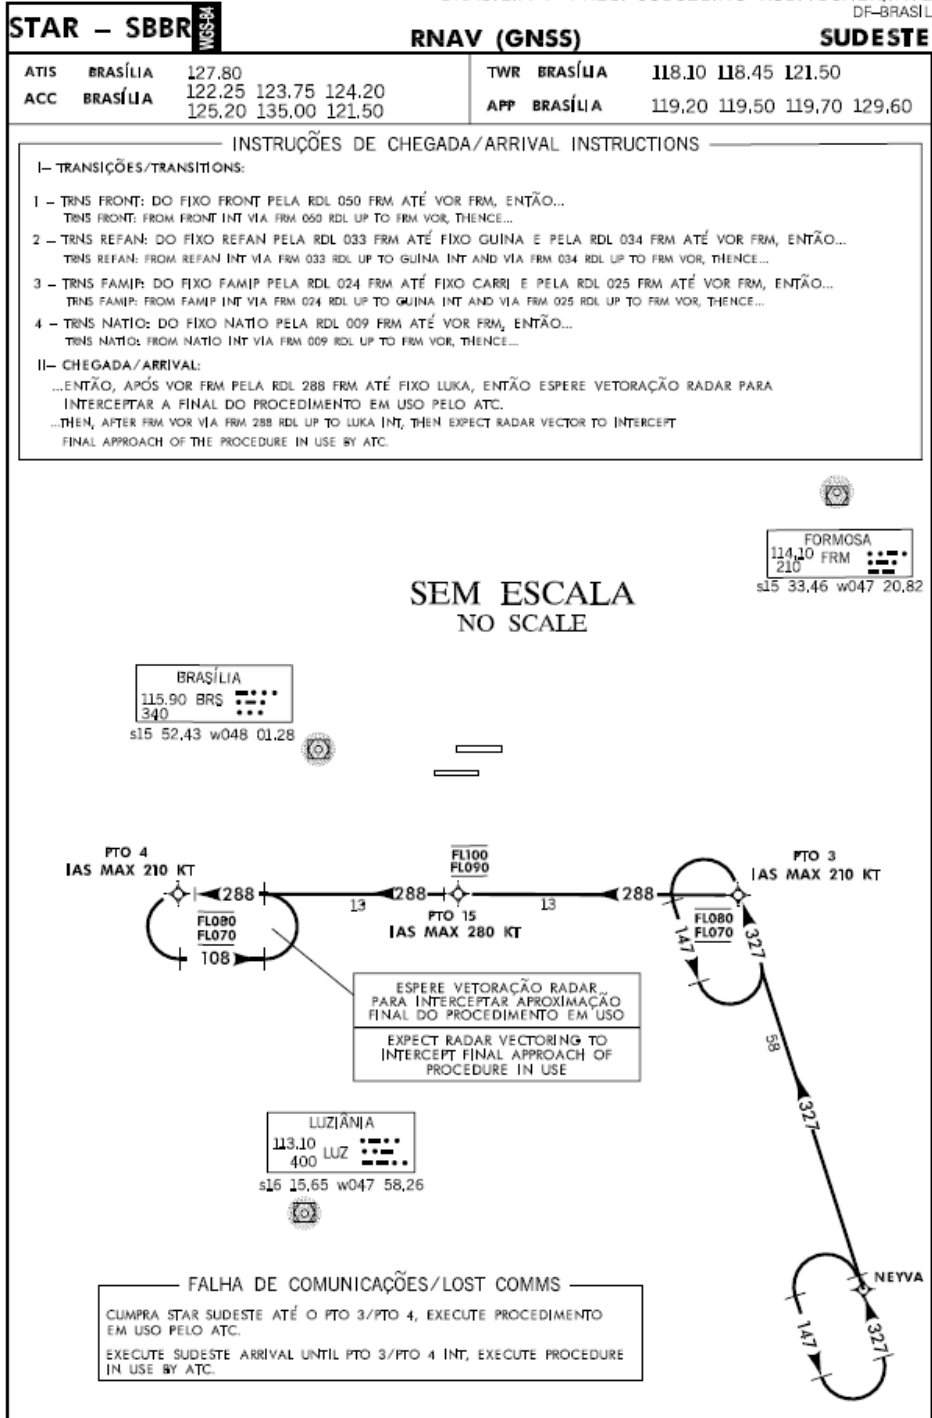 DF–BRASIL
STAR – SBBR WGS-84
RNAV (GNSS)
SUDESTE
ATIS BRASÍLIA 127.80
ACC BRASÍLIA 122.25 123.75 124.20
125.20 135.00 121.50
TWR BRASÍLIA 118.10 118.45 121.50
APP BRASÍLIA 119,20 119,50 119,70 129,60
INSTRUÇÕES DE CHEGADA/ARRIVAL INSTRUCTIONS
I– TRANSIÇÕES/TRANSITIONS:
1 – TRNS FRONT: DO FIXO FRONT PELA RDL 050 FRM ATÉ VOR FRM, ENTÃO...
TRNS FRONT: FROM FRONT INT VIA FRM 050 RDL UP TO FRM VOR, THENCE...
2 – TRNS REFAN: DO FIXO REFAN PELA RDL 033 FRM ATÉ FIXO GUINA E PELA RDL 034 FRM ATÉ VOR FRM, ENTÃO...
TRNS REFAN: FROM REFAN INT VIA FRM 033 RDL UP TO GUINA INT AND VIA FRM 034 RDL UP TO FRM VOR, THENCE...
3 – TRNS FAMIP: DO FIXO FAMIP PELA RDL 024 FRM ATÉ FIXO CARRI E PELA RDL 025 FRM ATÉ VOR FRM, ENTÃO...
TRNS FAMIP: FROM FAMIP INT VIA FRM 024 RDL UP TO GUINA INT AND VIA FRM 025 RDL UP TO FRM VOR, THENCE...
4 – TRNS NATIO: DO FIXO NATIO PELA RDL 009 FRM ATÉ VOR FRM, ENTÃO...
TRNS NATIO: FROM NATIO INT VIA FRM 009 RDL UP TO FRM VOR, THENCE...
II– CHEGADA/ARRIVAL:
...ENTÃO, APÓS VOR FRM PELA RDL 288 FRM ATÉ FIXO LUKA, ENTÃO ESPERE VETORAÇÃO RADAR PARA
INTERCEPTAR A FINAL DO PROCEDIMENTO EM USO PELO ATC.
...THEN, AFTER FRM VOR VIA FRM 288 RDL UP TO LUKA INT, THEN EXPECT RADAR VECTOR TO INTERCEPT
FINAL APPROACH OF THE PROCEDURE IN USE BY ATC.
FORMOSA
114,10 FRM
210
s15 33,46 w047 20,82
SEM ESCALA
NO SCALE
BRASÍLIA
115.90 BRS
340
s15 52,43 w048 01,28
PTO 4
IAS MAX 210 KT
FL100
FL090
PTO 3
IAS MAX 210 KT
288
288
288
13
13
PTO 15
IAS MAX 280 KT
FL080
FL070
FL080
FL070
108
147
327
ESPERE VETORAÇÃO RADAR
PARA INTERCEPTAR APROXIMAÇÃO
FINAL DO PROCEDIMENTO EM USO
EXPECT RADAR VECTORING TO
INTERCEPT FINAL APPROACH OF
PROCEDURE IN USE
58
327
LUZIÂNIA
113,10 LUZ
400
s16 15,65 w047 58,26
NEYVA
147
327
FALHA DE COMUNICAÇÕES/LOST COMMS
CUMPRA STAR SUDESTE ATÉ O PTO 3/PTO 4, EXECUTE PROCEDIMENTO
EM USO PELO ATC.
EXECUTE SUDESTE ARRIVAL UNTIL PTO 3/PTO 4 INT, EXECUTE PROCEDURE
IN USE BY ATC.